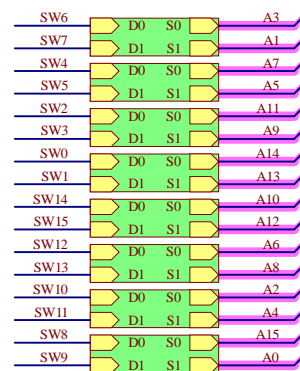 SW6 D0 S0 A3
SW7 D1 S1 A1
SW4 D0 S0 A7
SW5 D1 S1 A5
SW2 D0 S0 A11
SW3 D1 S1 A9
SW0 D0 S0 A14
SW1 D1 S1 A13
SW14 D0 S0 A10
SW15 D1 S1 A12
SW12 D0 S0 A6
SW13 D1 S1 A8
SW10 D0 S0 A2
SW11 D1 S1 A4
SW8 D0 S0 A15
SW9 D1 S1 A0